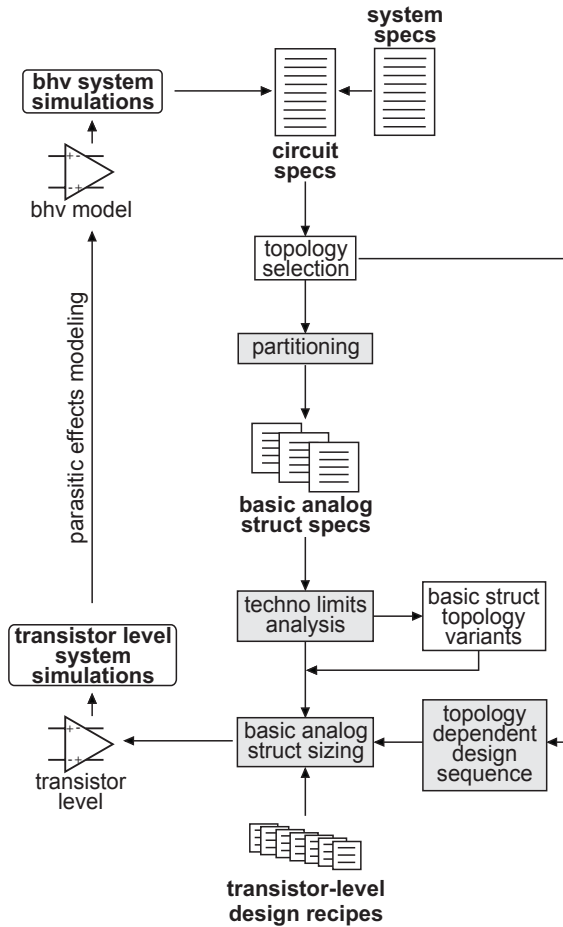 system
specs
bhv system
simulations
circuit
specs
+ -
- +
bhv model
topology
selection
partitioning
parasitic effects modeling
basic analog
struct specs
techno limits
analysis
basic struct
topology
variants
transistor level
system
simulations
basic analog
struct sizing
topology
dependent
design
sequence
+ -
- +
transistor
level
transistor-level
design recipes